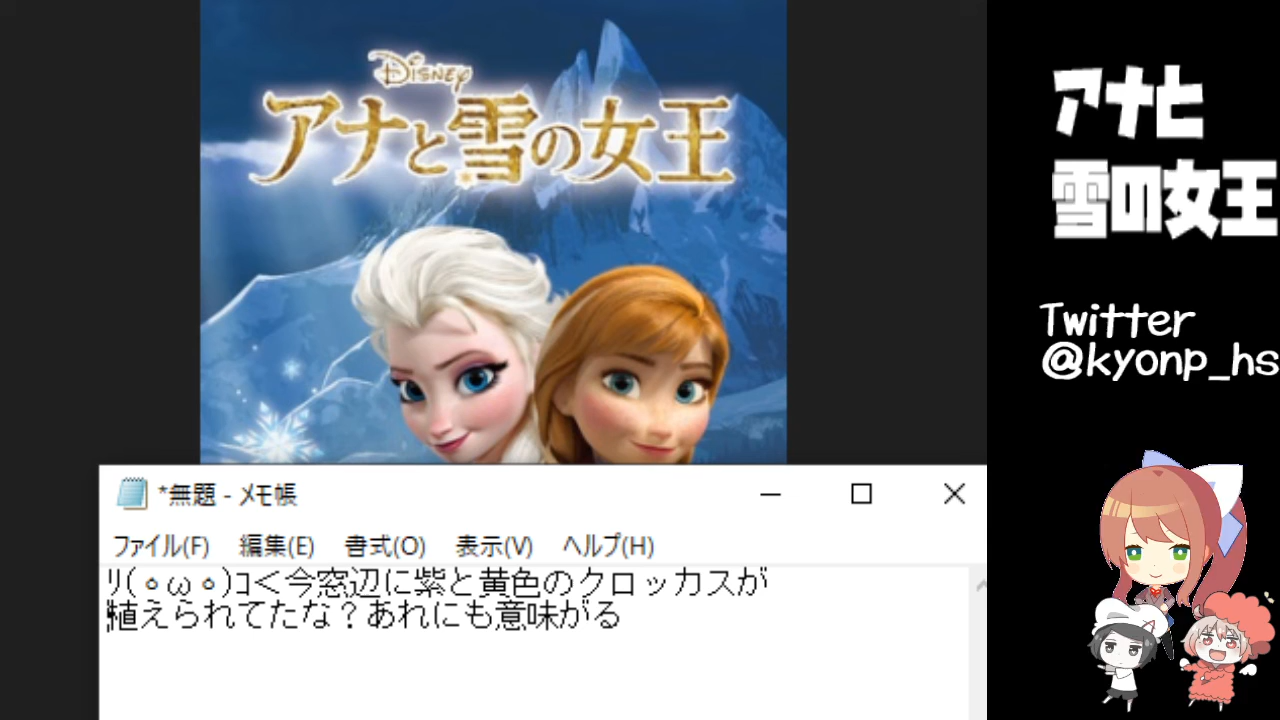 Disney
アナと雪の女王
*無題 - メモ帳
ファイル(F) 編集(E) 書式(O) 表示(V) ヘルプ(H)
ﾘ(⚬ω⚬)ｺ＜今窓辺に紫と黄色のクロッカスが
植えられてたな？あれにも意味がる
アナと
雪の女王
Twitter
@kyonp_hs